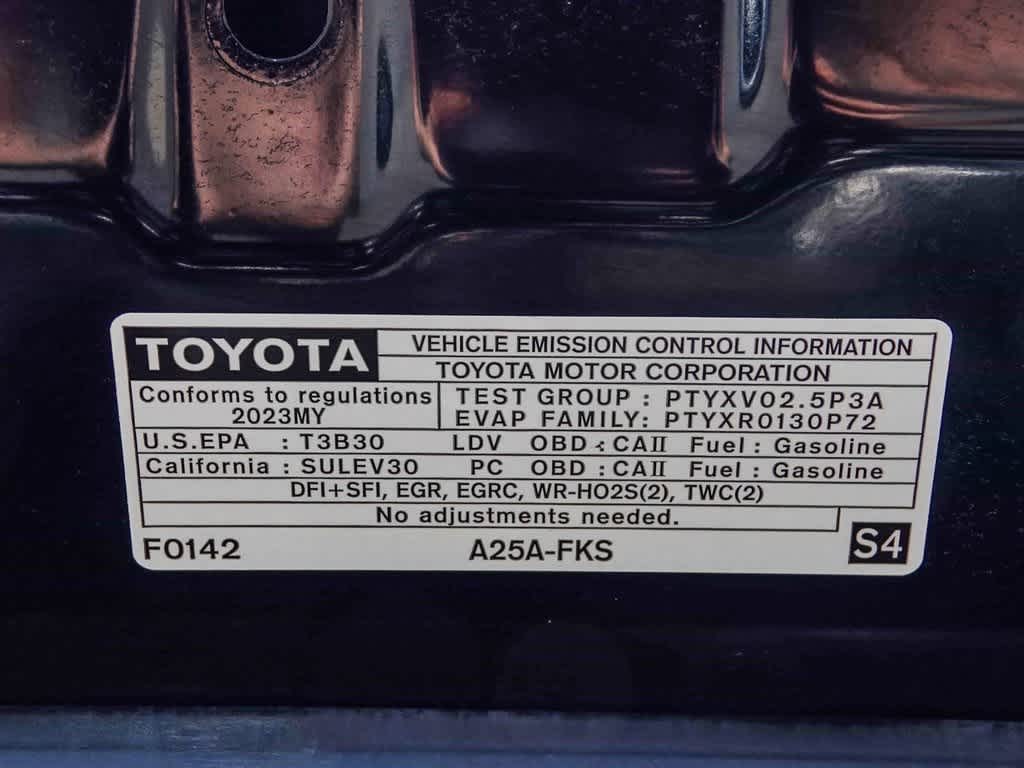 TOYOTA VEHICLE EMISSION CONTROL INFORMATION
TOYOTA MOTOR CORPORATION
Conforms to regulations
2023MY
TEST GROUP : PTYXV02.5P3A
EVAP FAMILY: PTYXR0130P72
U.S.EPA : T3B30 LDV OBD : CAII Fuel : Gasoline
California : SULEV30 PC OBD : CAII Fuel : Gasoline
DFI+SFI, EGR, EGRC, WR-HO2S(2), TWC(2)
No adjustments needed.
F0142 A25A-FKS S4